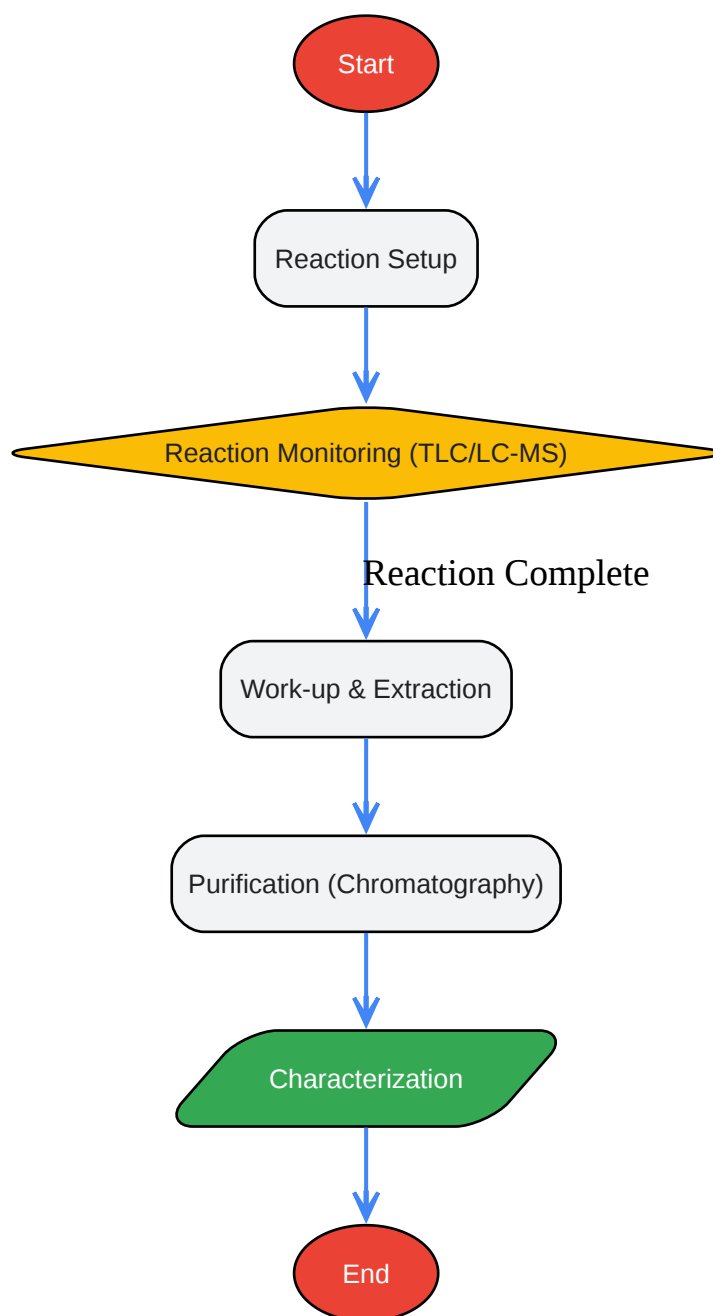 Start
Reaction Setup
Reaction Monitoring (TLC/LC-MS)
Reaction Complete
Work-up & Extraction
Purification (Chromatography)
Characterization
End